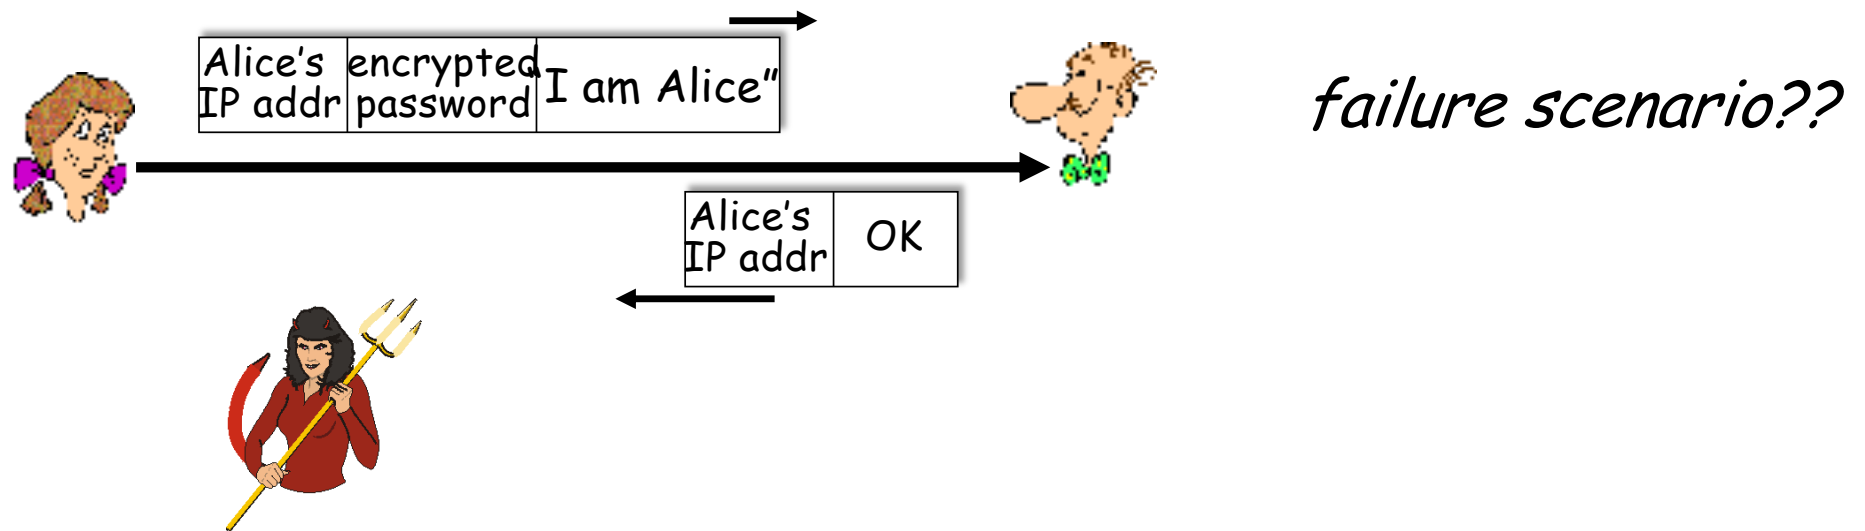 Alice’s
IP addr
encrypted
password
“I am Alice”
failure scenario??
Alice’s
IP addr
OK